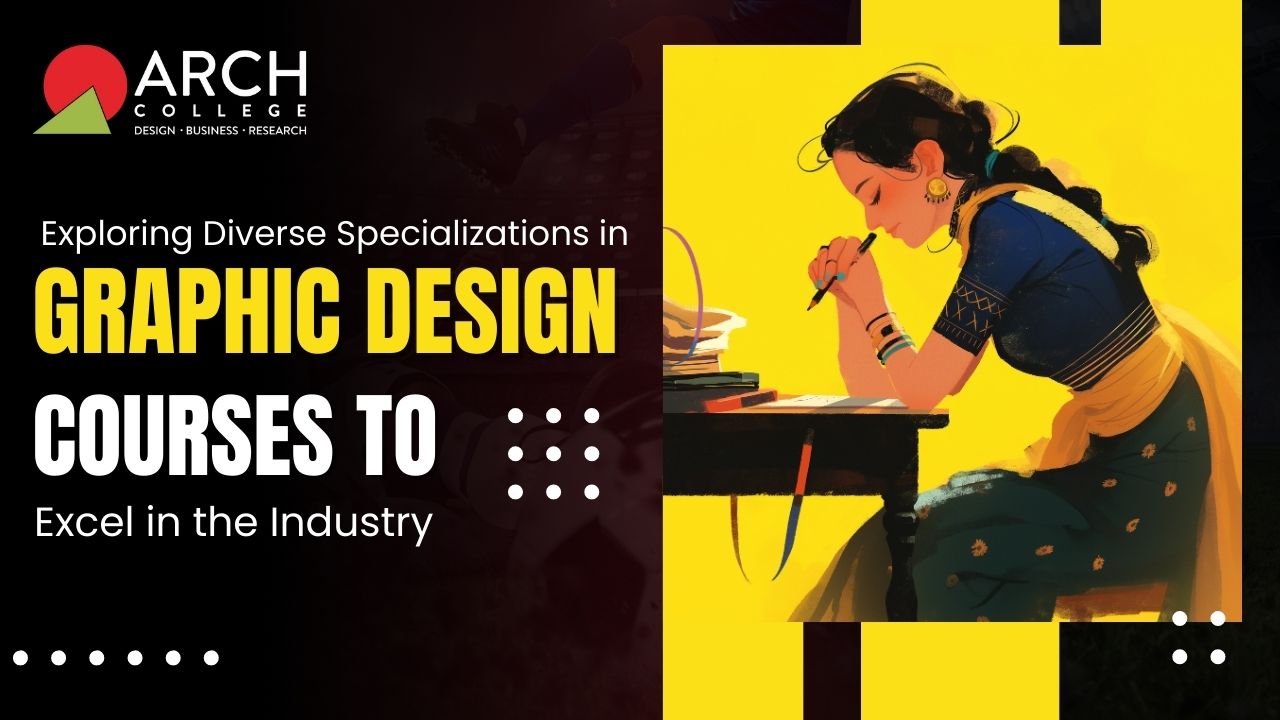 ARCH
COLLEGE
DESIGN · BUSINESS · RESEARCH
Exploring Diverse Specializations in
GRAPHIC DESIGN
COURSES TO
Excel in the Industry